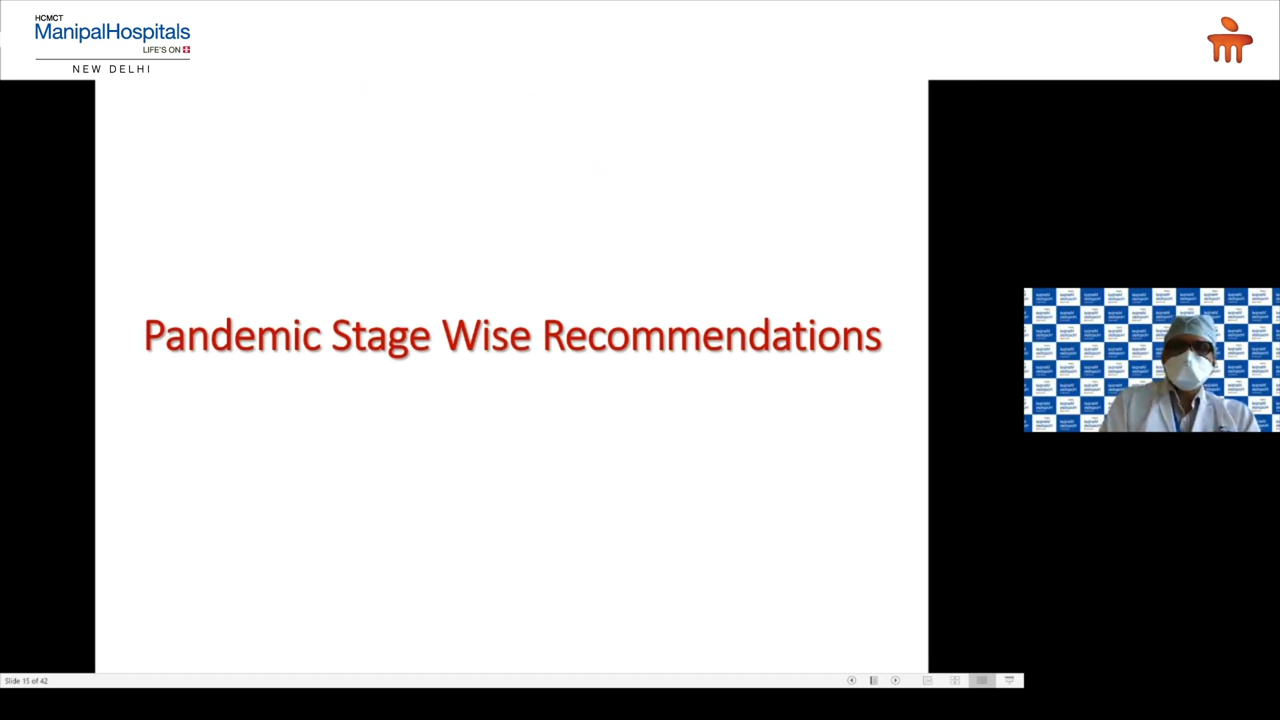 HCMCT
ManipalHospitals
LIFE'S ON
NEW DELHI
Pandemic Stage Wise Recommendations
Slide 15 of 42